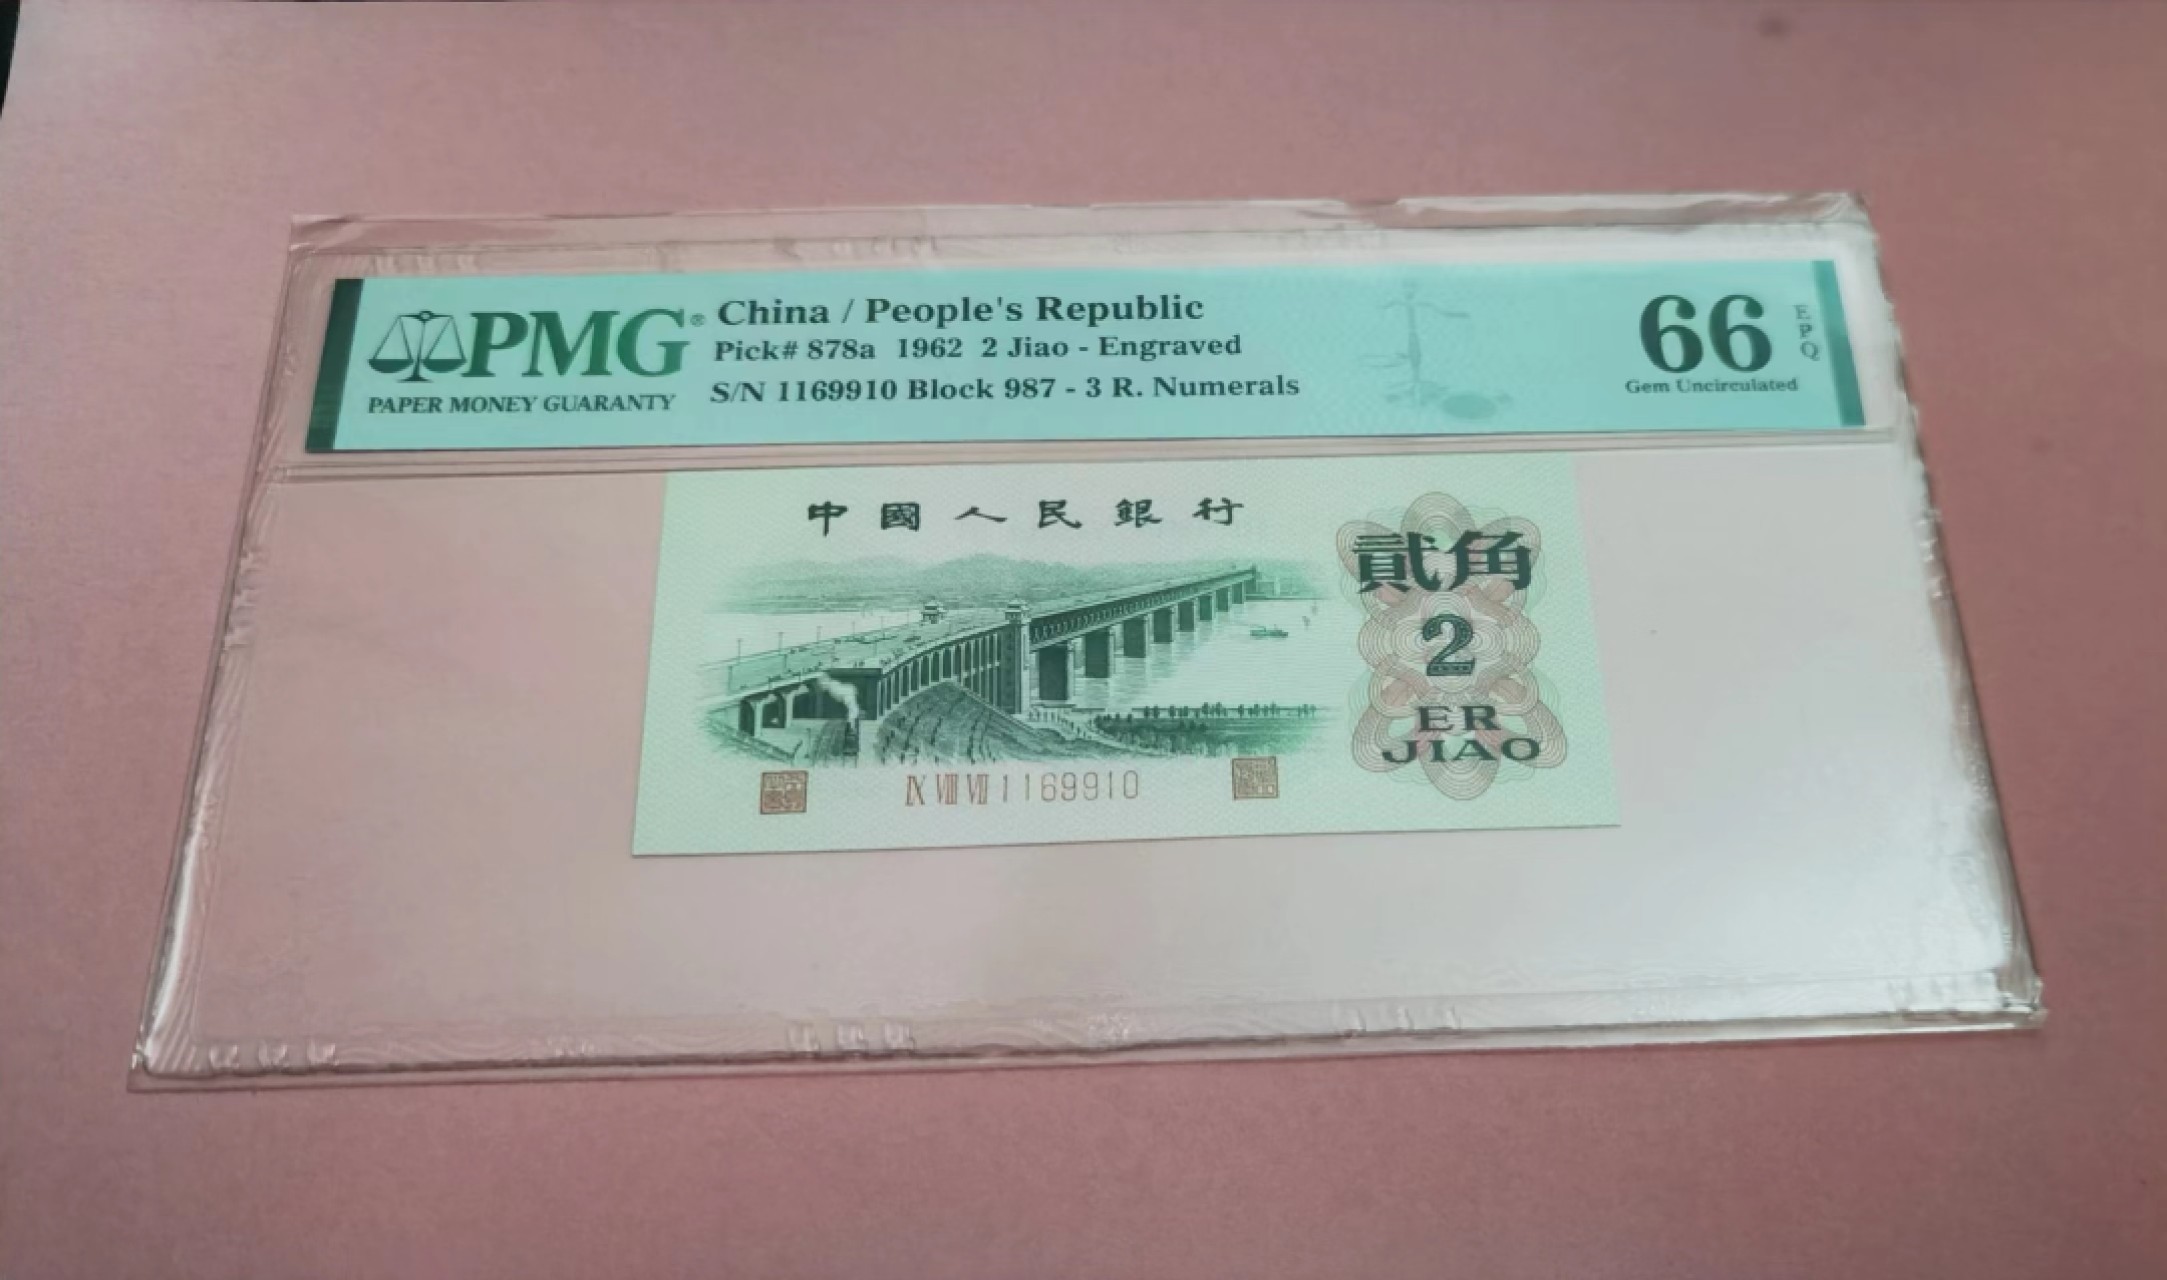 PMG®
PAPER MONEY GUARANTY
China / People's Republic
Pick# 878a 1962 2 Jiao - Engraved
S/N 1169910 Block 987 - 3 R. Numerals
66
EPQ
Gem Uncirculated
中國人民銀行
貳角
2
ER
JIAO
Ⅸ Ⅷ Ⅶ 1169910